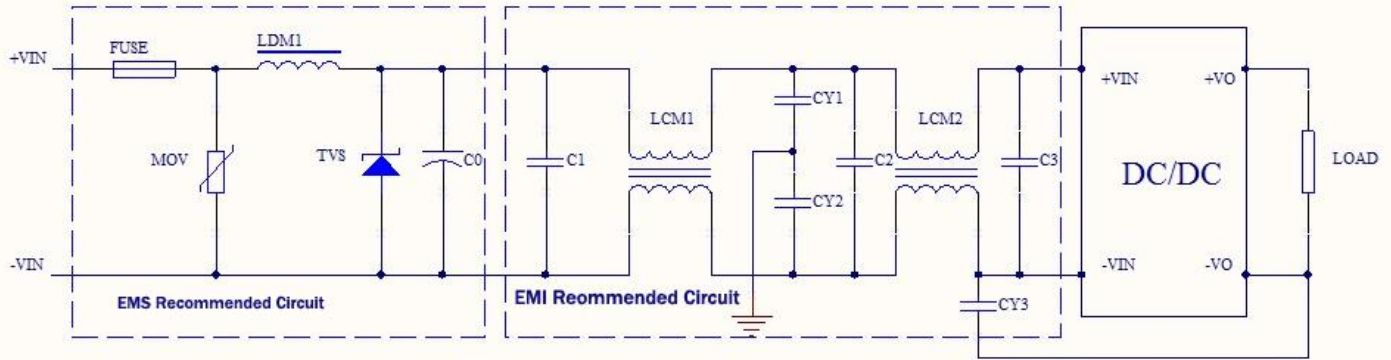 FUSE
LDM1
+VIN
MOV
TVS
C0
-VIN
EMS Recommended Circuit
C1
LCM1
CY1
CY2
C2
LCM2
C3
EMI Reommended Circuit
CY3
+VIN
+VO
DC/DC
-VIN
-VO
LOAD